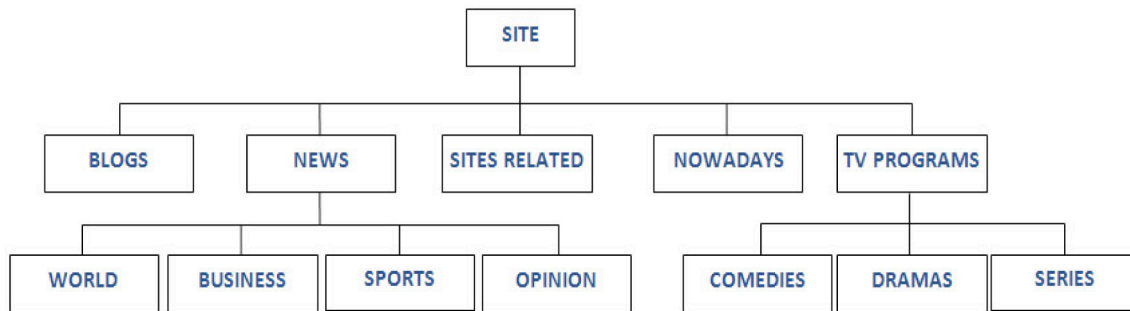 SITE
BLOGS
NEWS
SITES RELATED
NOWADAYS
TV PROGRAMS
WORLD
BUSINESS
SPORTS
OPINION
COMEDIES
DRAMAS
SERIES